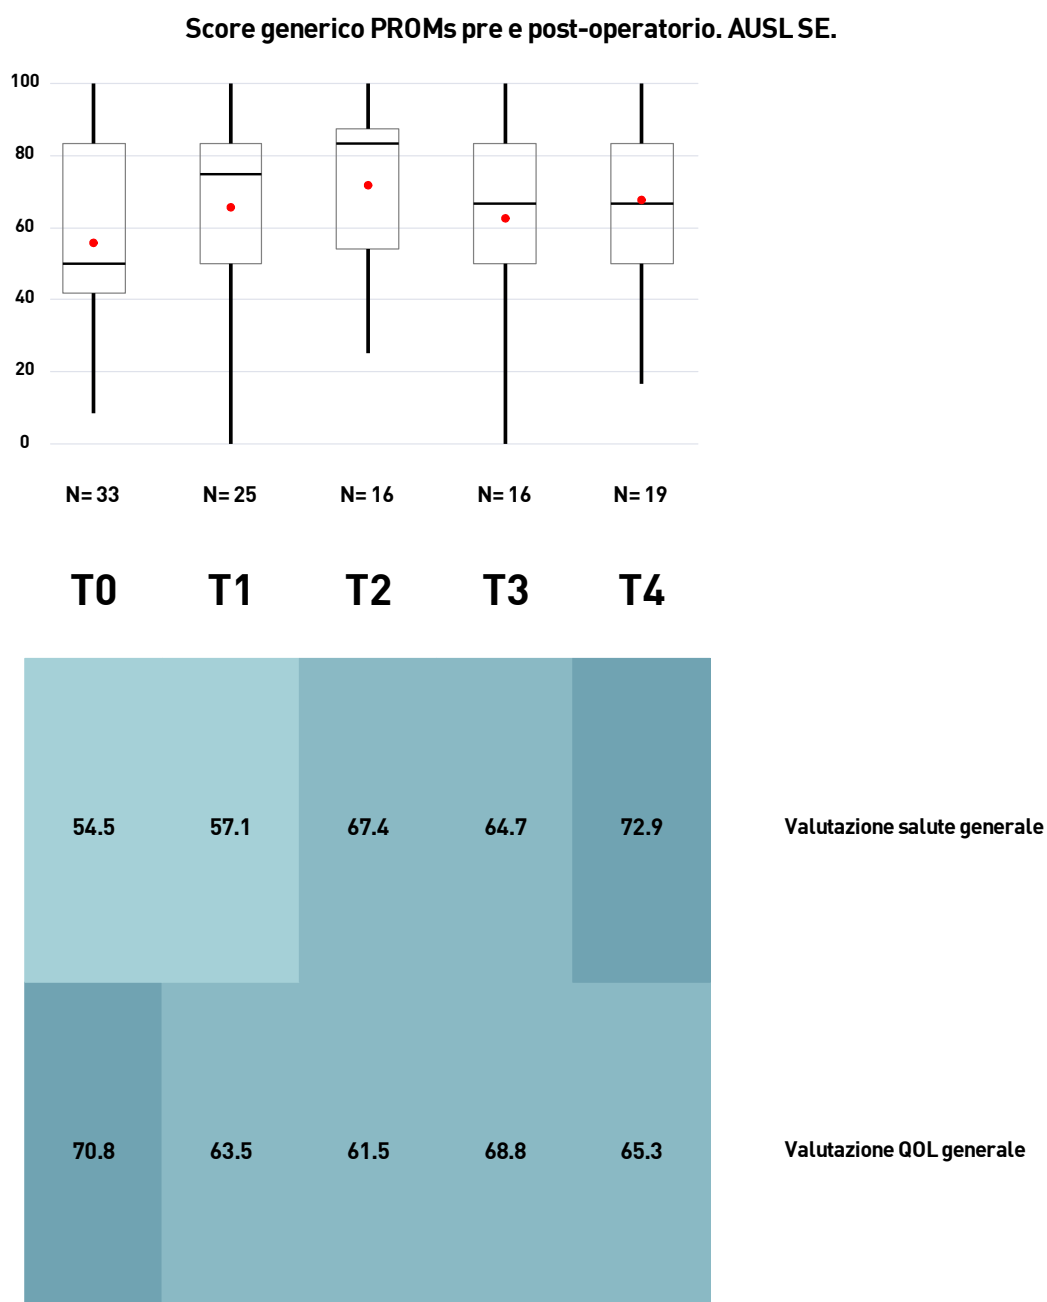 Score generico PROMs pre e post-operatorio. AUSL SE.
100
80
60
40
20
0
N= 33 N= 25 N= 16 N= 16 N= 19
T0 T1 T2 T3 T4
54.5 57.1 67.4 64.7 72.9 Valutazione salute generale
70.8 63.5 61.5 68.8 65.3 Valutazione QOL generale